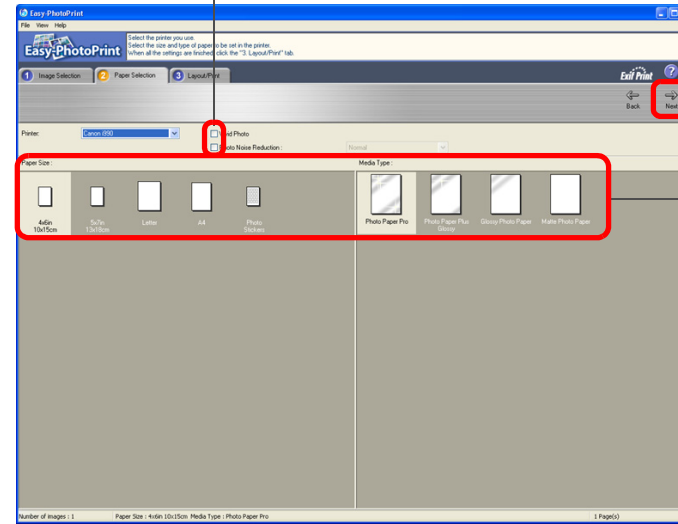 Easy-PhotoPrint
File View Help
Easy-PhotoPrint
Select the printer you use.
Select the size and type of paper to be set in the printer.
When all the settings are finished, click the "3. Layout/Print" tab.
1 Image Selection 2 Paper Selection 3 Layout/Print
Exif Print ?
Back Next
Printer: Canon i890 Vivid Photo
Photo Noise Reduction : Normal
Paper Size : Media Type :
4x6in 10x15cm
5x7in 13x18cm
Letter
A4
Photo Stickers
Photo Paper Pro
Photo Paper Plus Glossy
Glossy Photo Paper
Matte Photo Paper
Number of images : 1 Paper Size : 4x6in 10x15cm Media Type : Photo Paper Pro 1 Page(s)